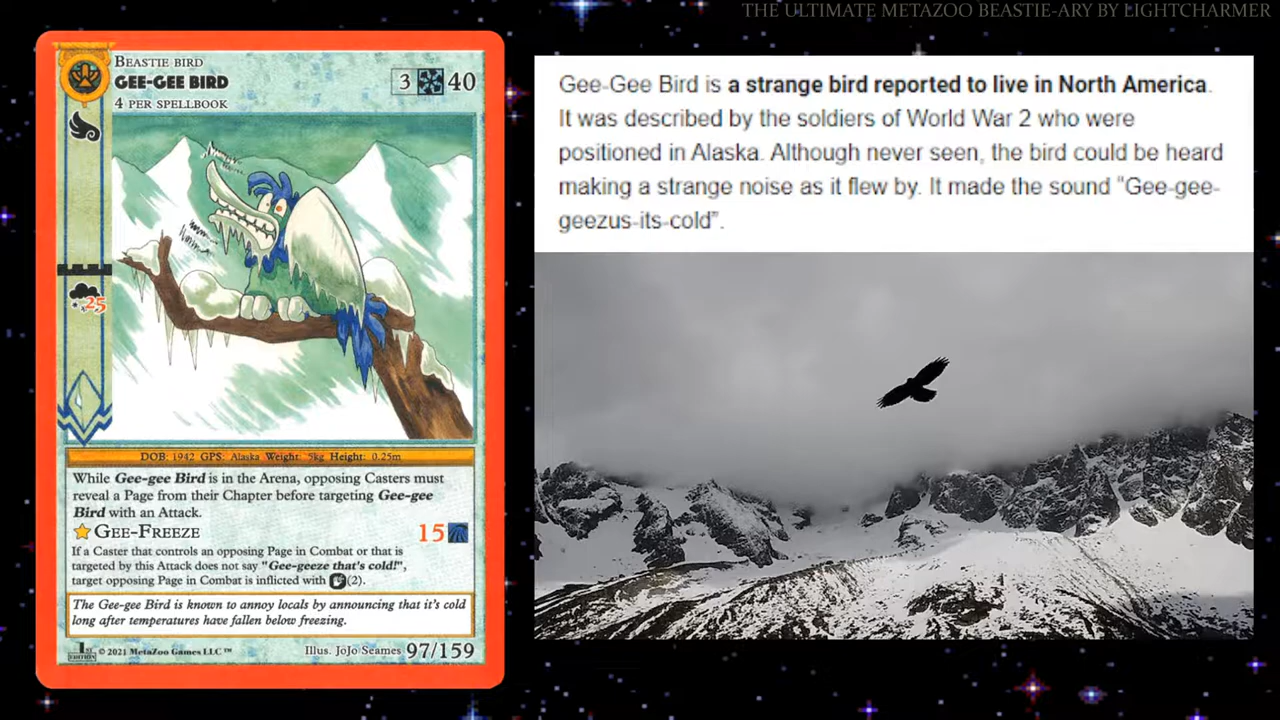 THE ULTIMATE METAZOO BEASTIE-ARY BY LIGHTCHARMER
BEASTIE BIRD
GEE-GEE BIRD
4 PER SPELLBOOK
3 40
25
DOB: 1942 GPS: Alaska Weight: 5kg Height: 0.25m
While Gee-gee Bird is in the Arena, opposing Casters must
reveal a Page from their Chapter before targeting Gee-gee
Bird with an Attack.
GEE-FREEZE 15
If a Caster that controls an opposing Page in Combat or that is
targeted by this Attack does not say "Gee-geeze that's cold!",
target opposing Page in Combat is inflicted with (2).
The Gee-gee Bird is known to annoy locals by announcing that it's cold
long after temperatures have fallen below freezing.
1ST EDITION © 2021 MetaZoo Games LLC™ Illus. JoJo Seames 97/159
Gee-Gee Bird is a strange bird reported to live in North America.
It was described by the soldiers of World War 2 who were
positioned in Alaska. Although never seen, the bird could be heard
making a strange noise as it flew by. It made the sound “Gee-gee-
geezus-its-cold”.